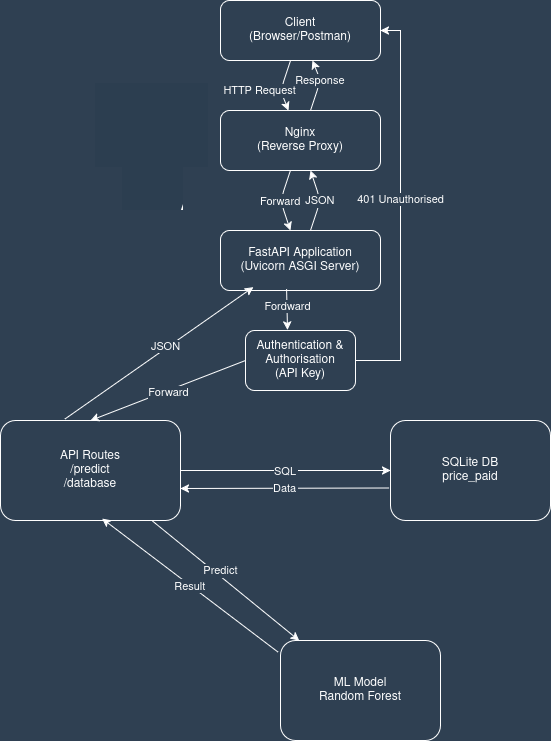 Client
(Browser/Postman)
HTTP Request
Response
Nginx
(Reverse Proxy)
Forward
JSON
401 Unauthorised
FastAPI Application
(Uvicorn ASGI Server)
Fordward
Authentication &
Authorisation
(API Key)
JSON
Forward
API Routes
/predict
/database
SQL
Data
SQLite DB
price_paid
Predict
Result
ML Model
Random Forest